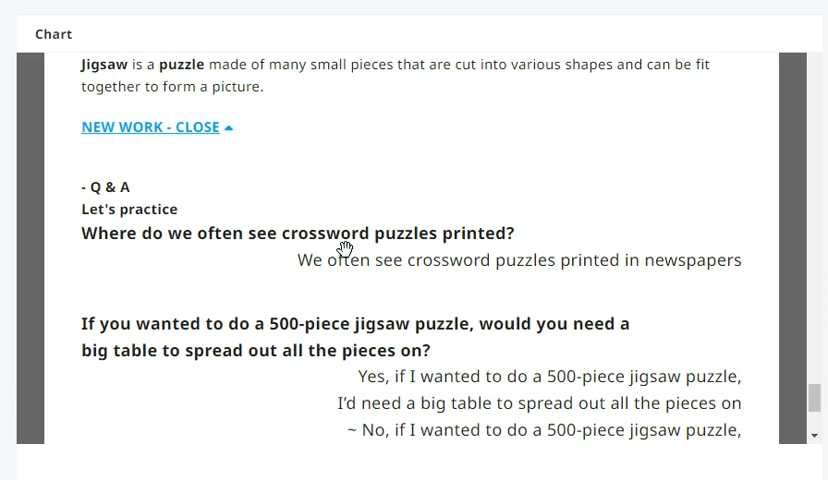 Chart
Jigsaw is a puzzle made of many small pieces that are cut into various shapes and can be fit
together to form a picture.
NEW WORK - CLOSE
- Q & A
Let's practice
Where do we often see crossword puzzles printed?
We often see crossword puzzles printed in newspapers
If you wanted to do a 500-piece jigsaw puzzle, would you need a
big table to spread out all the pieces on?
Yes, if I wanted to do a 500-piece jigsaw puzzle,
I’d need a big table to spread out all the pieces on
~ No, if I wanted to do a 500-piece jigsaw puzzle,